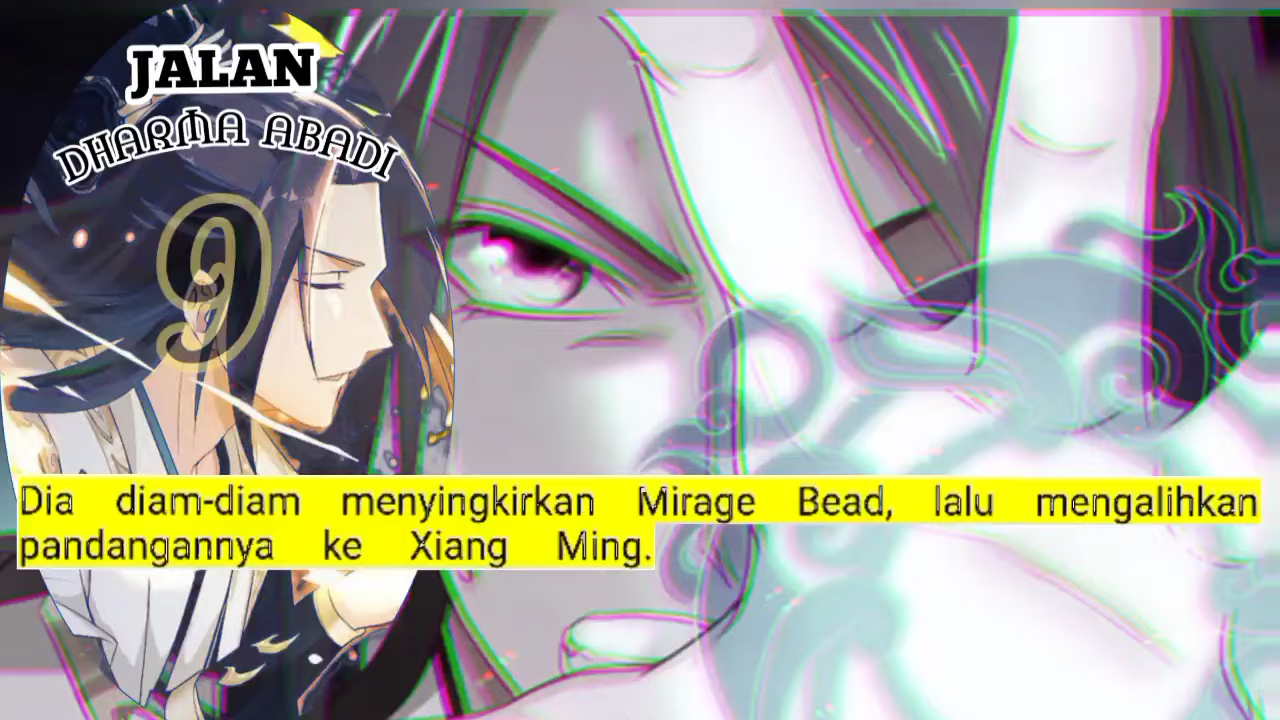 JALAN
DHARMA ABADI
9
Dia diam-diam menyingkirkan Mirage Bead, lalu mengalihkan
pandangannya ke Xiang Ming.